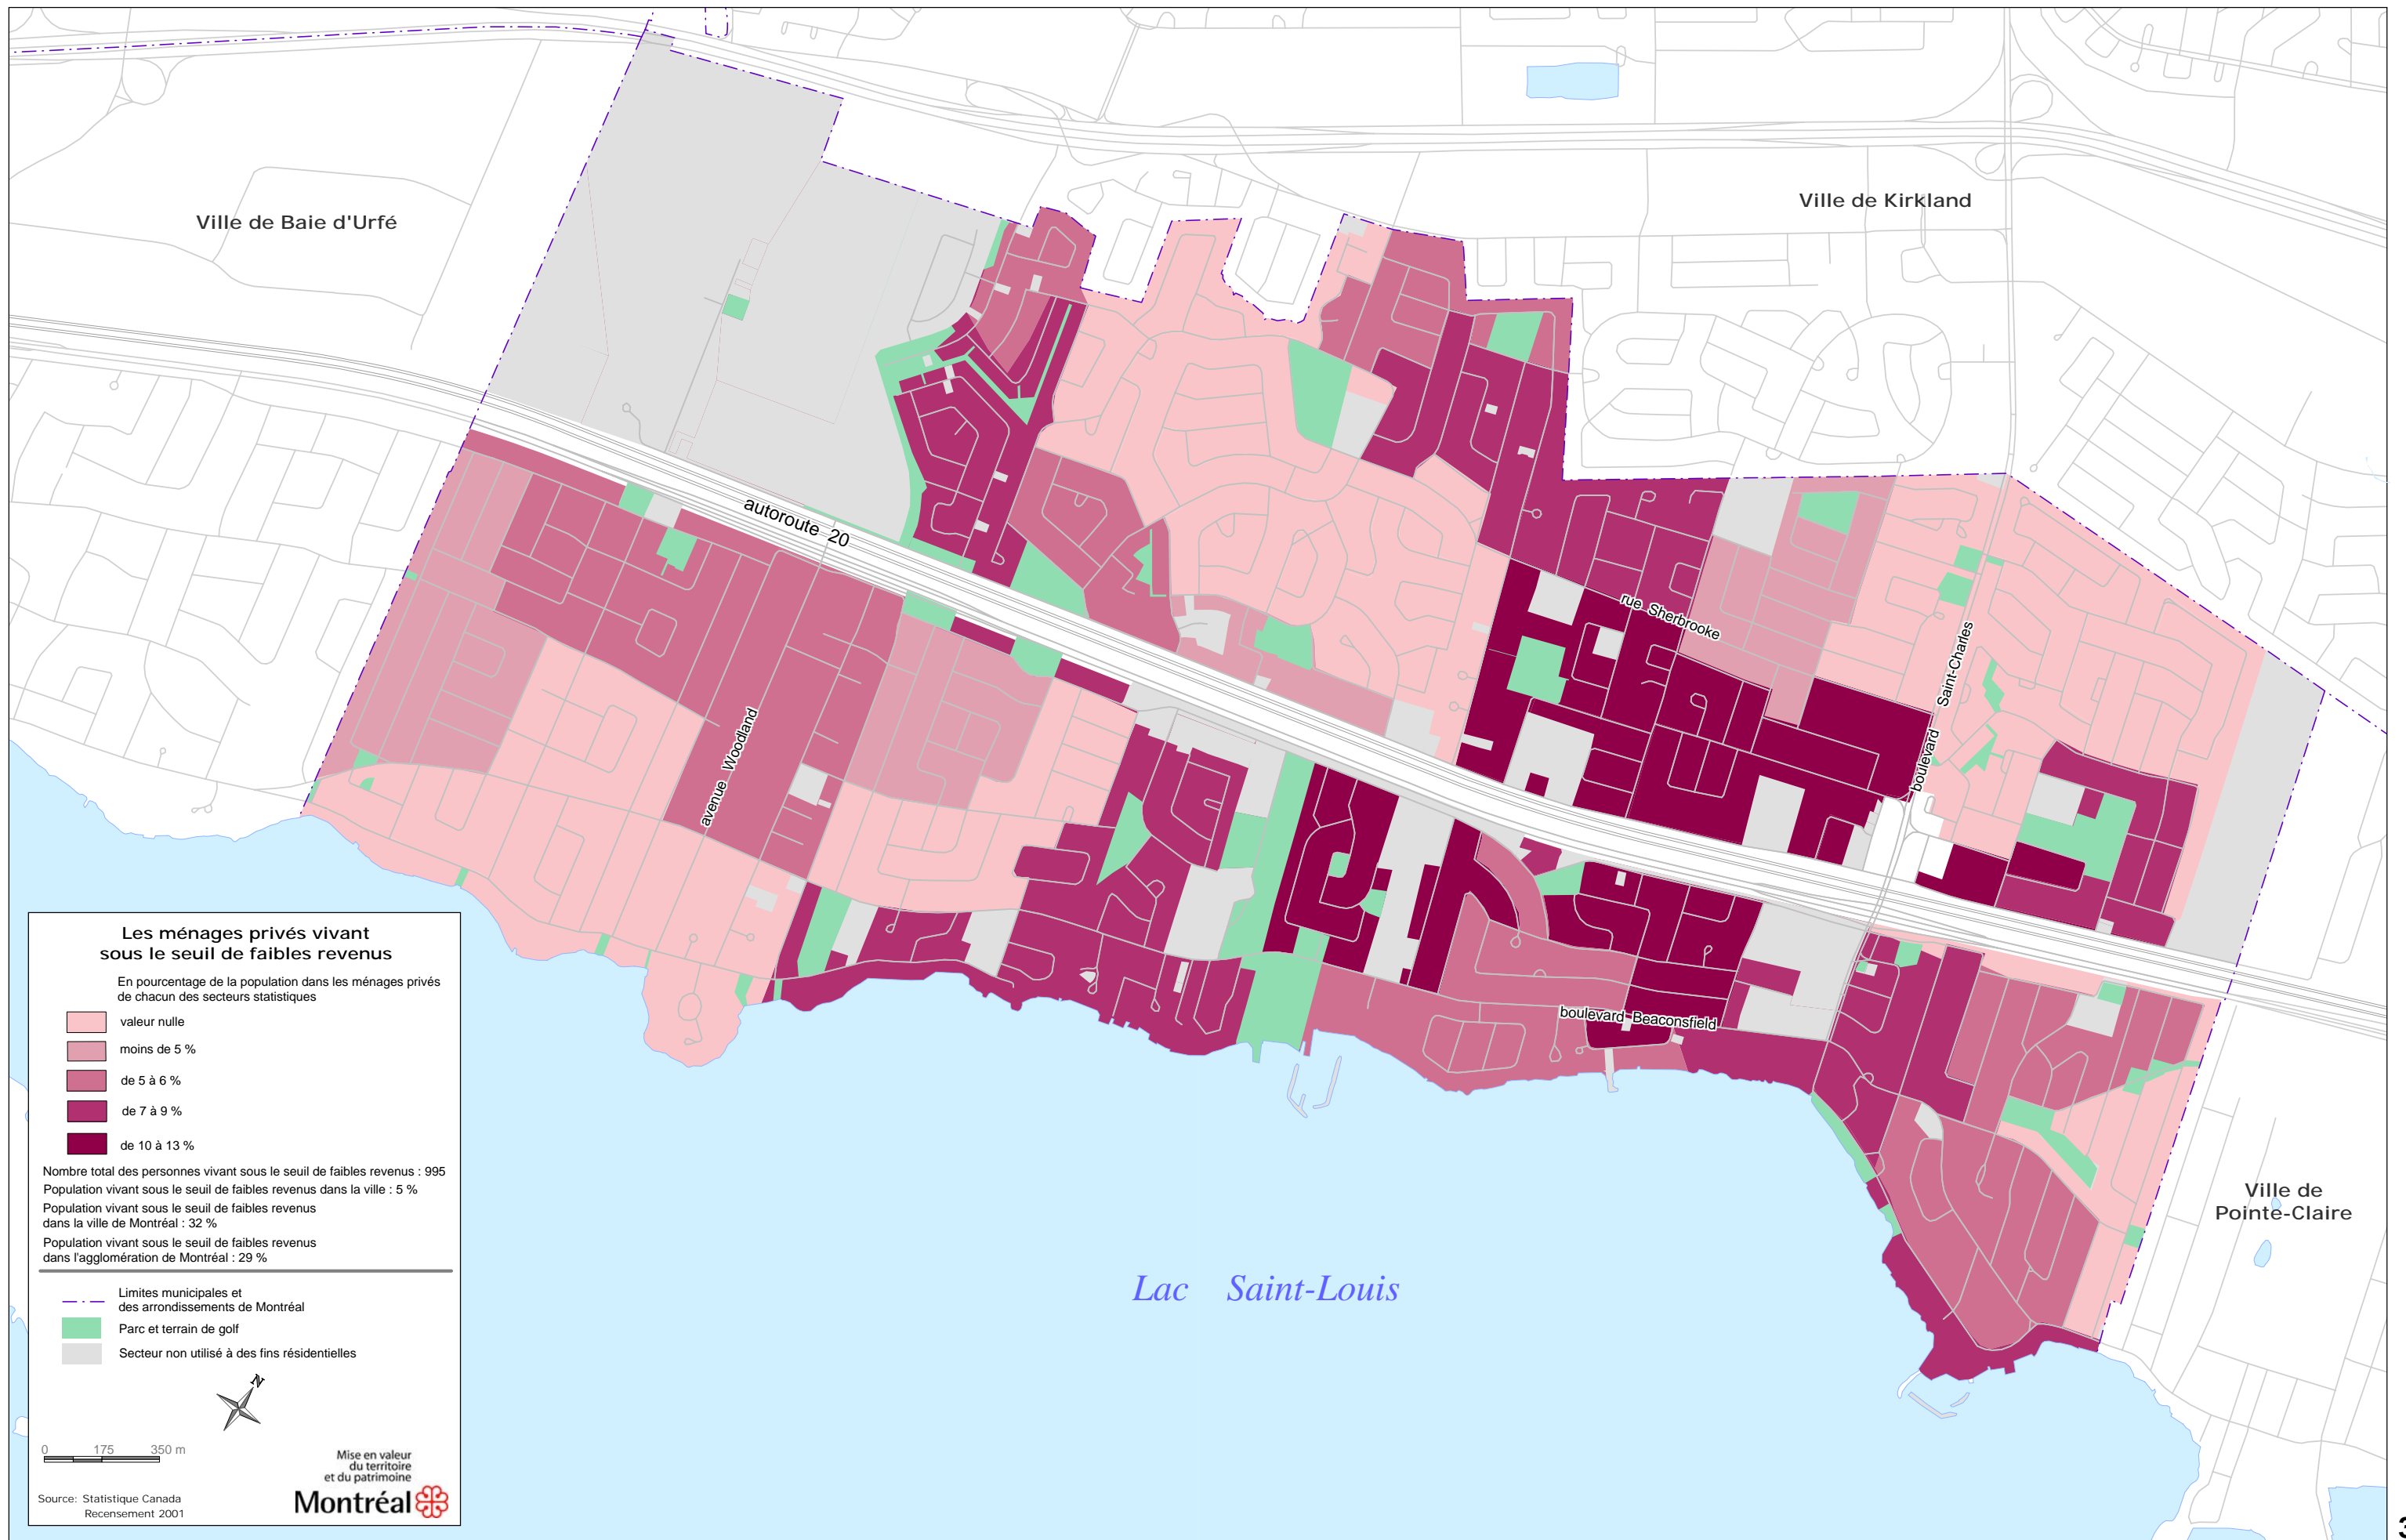 Ville de Baie d'Urfé
Ville de Kirkland
autoroute 20
rue Sherbrooke
boulevard Saint-Charles
avenue Woodland
boulevard Beaconsfield
Ville de
Pointe-Claire
Lac Saint-Louis
Les ménages privés vivant
sous le seuil de faibles revenus
En pourcentage de la population dans les ménages privés
de chacun des secteurs statistiques
valeur nulle
moins de 5 %
de 5 à 6 %
de 7 à 9 %
de 10 à 13 %
Nombre total des personnes vivant sous le seuil de faibles revenus : 995
Population vivant sous le seuil de faibles revenus dans la ville : 5 %
Population vivant sous le seuil de faibles revenus
dans la ville de Montréal : 32 %
Population vivant sous le seuil de faibles revenus
dans l'agglomération de Montréal : 29 %
Limites municipales et
des arrondissements de Montréal
Parc et terrain de golf
Secteur non utilisé à des fins résidentielles
N
0 175 350 m
Mise en valeur
du territoire
et du patrimoine
Montréal
Source: Statistique Canada
Recensement 2001